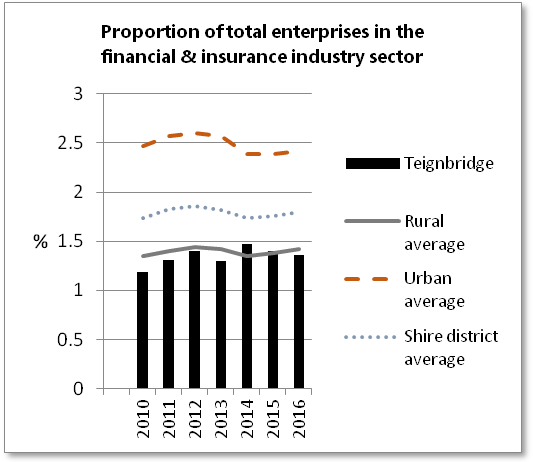 Proportion of total enterprises in the
financial & insurance industry sector
3
2.5
2
1.5
1
0.5
0
%
2010
2011
2012
2013
2014
2015
2016
Teignbridge
Rural
average
Urban
average
Shire district
average